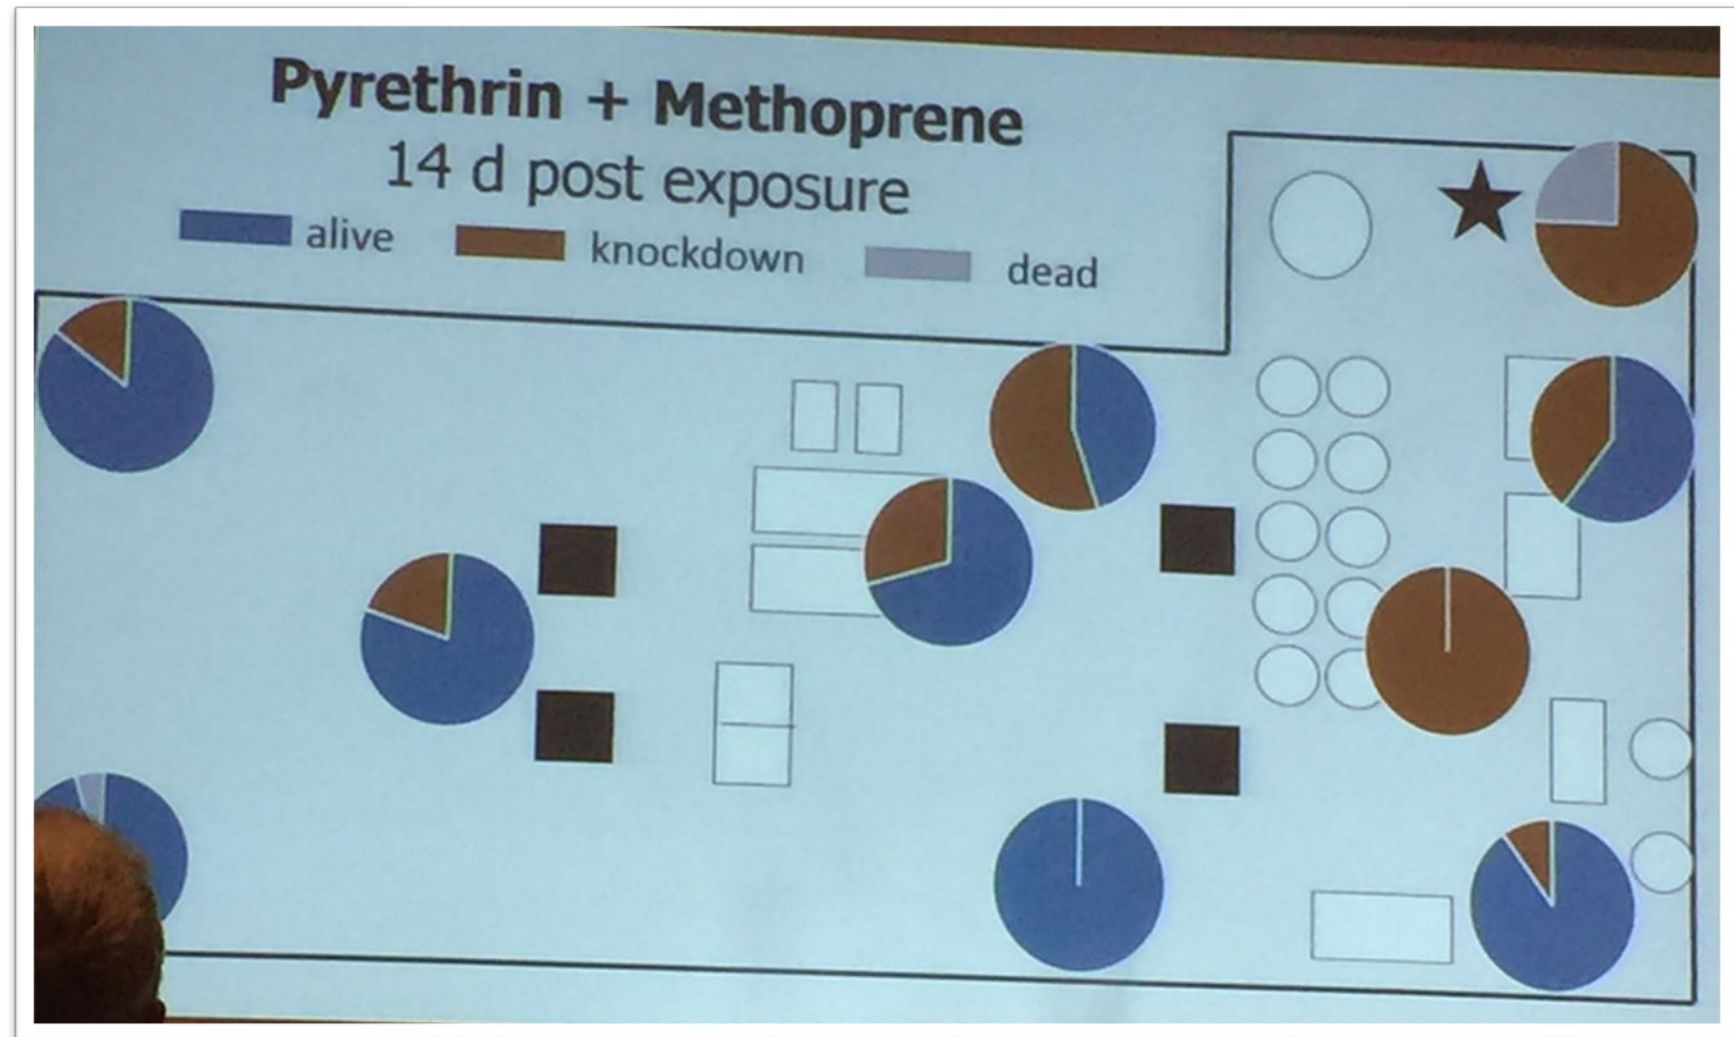 Pyrethrin + Methoprene
14 d post exposure
alive knockdown dead